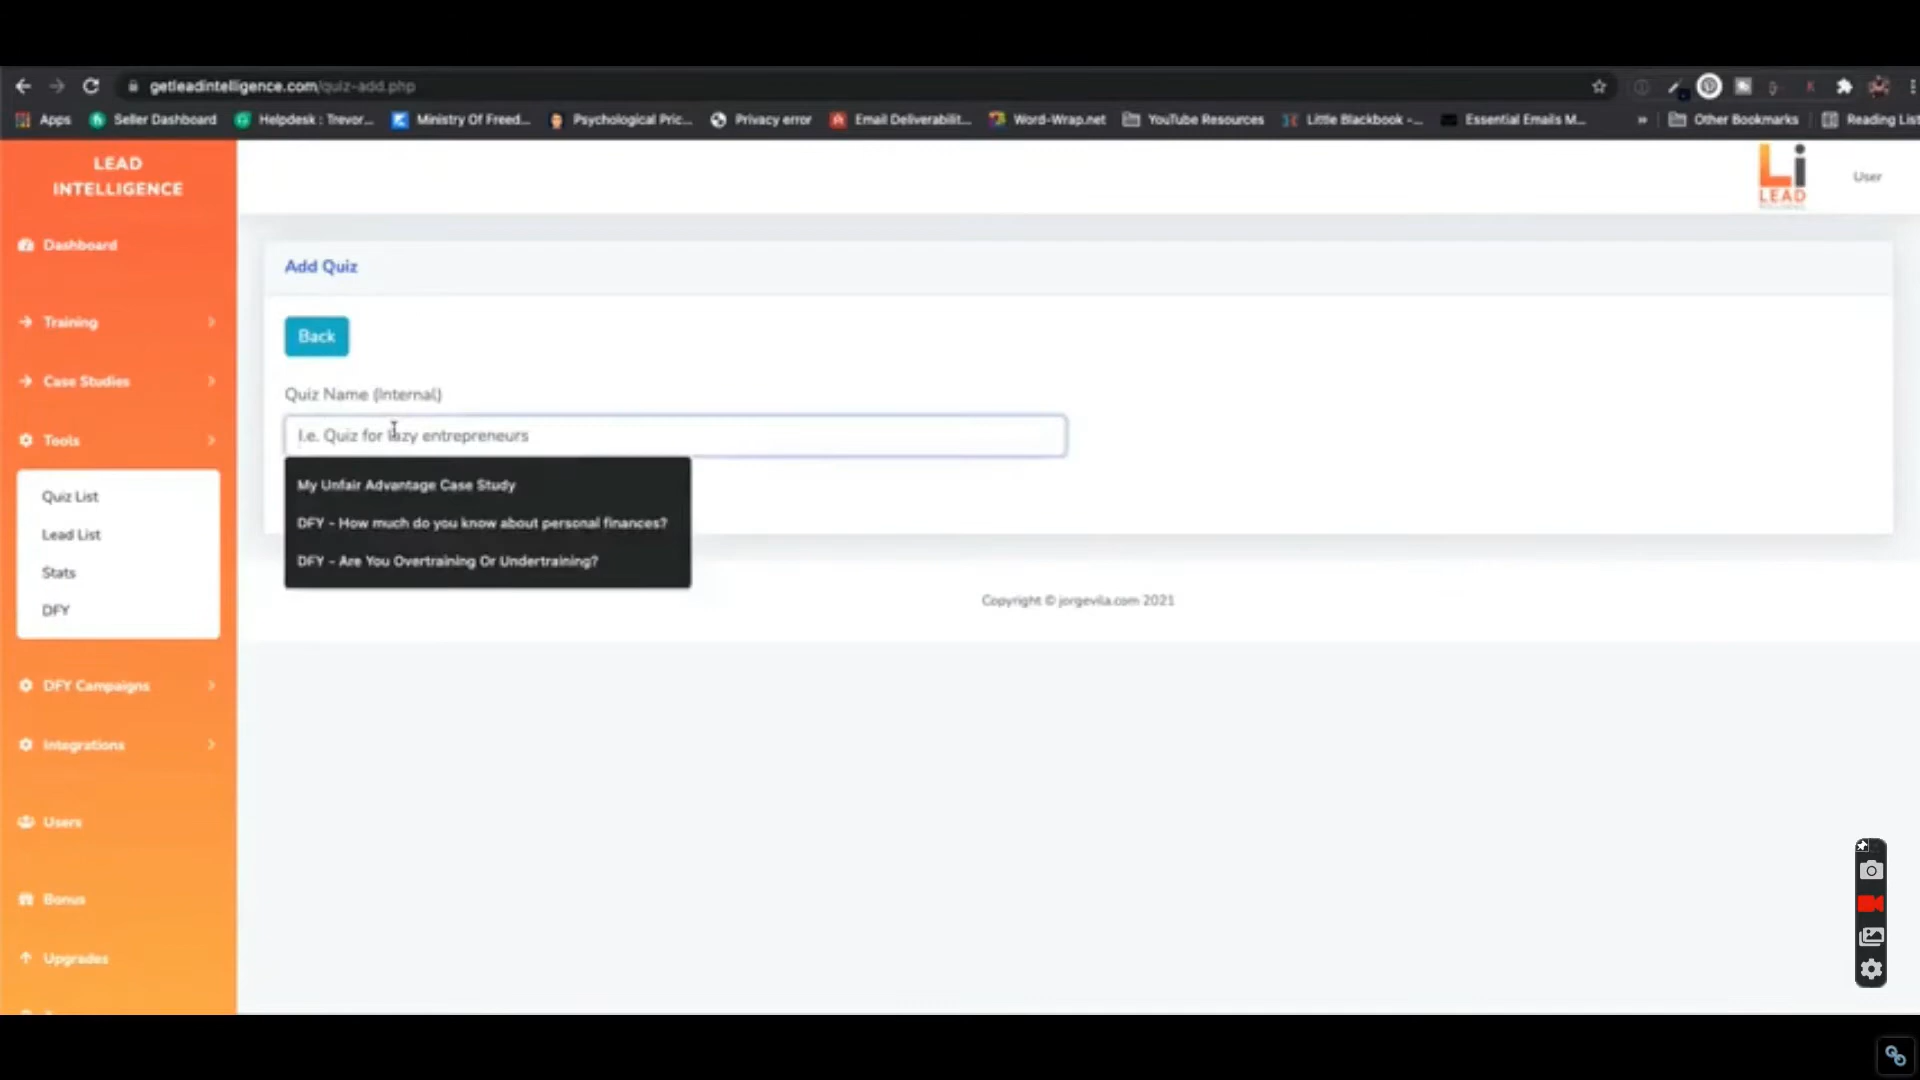 getleadintelligence.com/quiz-add.php
Apps Seller Dashboard Helpdesk : Trevor... Ministry Of Freed... Psychological Pric... Privacy error Email Deliverabilit... Word-Wrap.net YouTube Resources Little Blackbook -... Essential Emails M... » Other Bookmarks Reading List
LEAD
INTELLIGENCE
Li
LEAD
User
Dashboard
Training
Case Studies
Tools
Quiz List
Lead List
Stats
DFY
DFY Campaigns
Integrations
Users
Bonus
Upgrades
Add Quiz
Back
Quiz Name (Internal)
I.e. Quiz for lazy entrepreneurs
My Unfair Advantage Case Study
DFY - How much do you know about personal finances?
DFY - Are You Overtraining Or Undertraining?
Copyright © jorgevila.com 2021